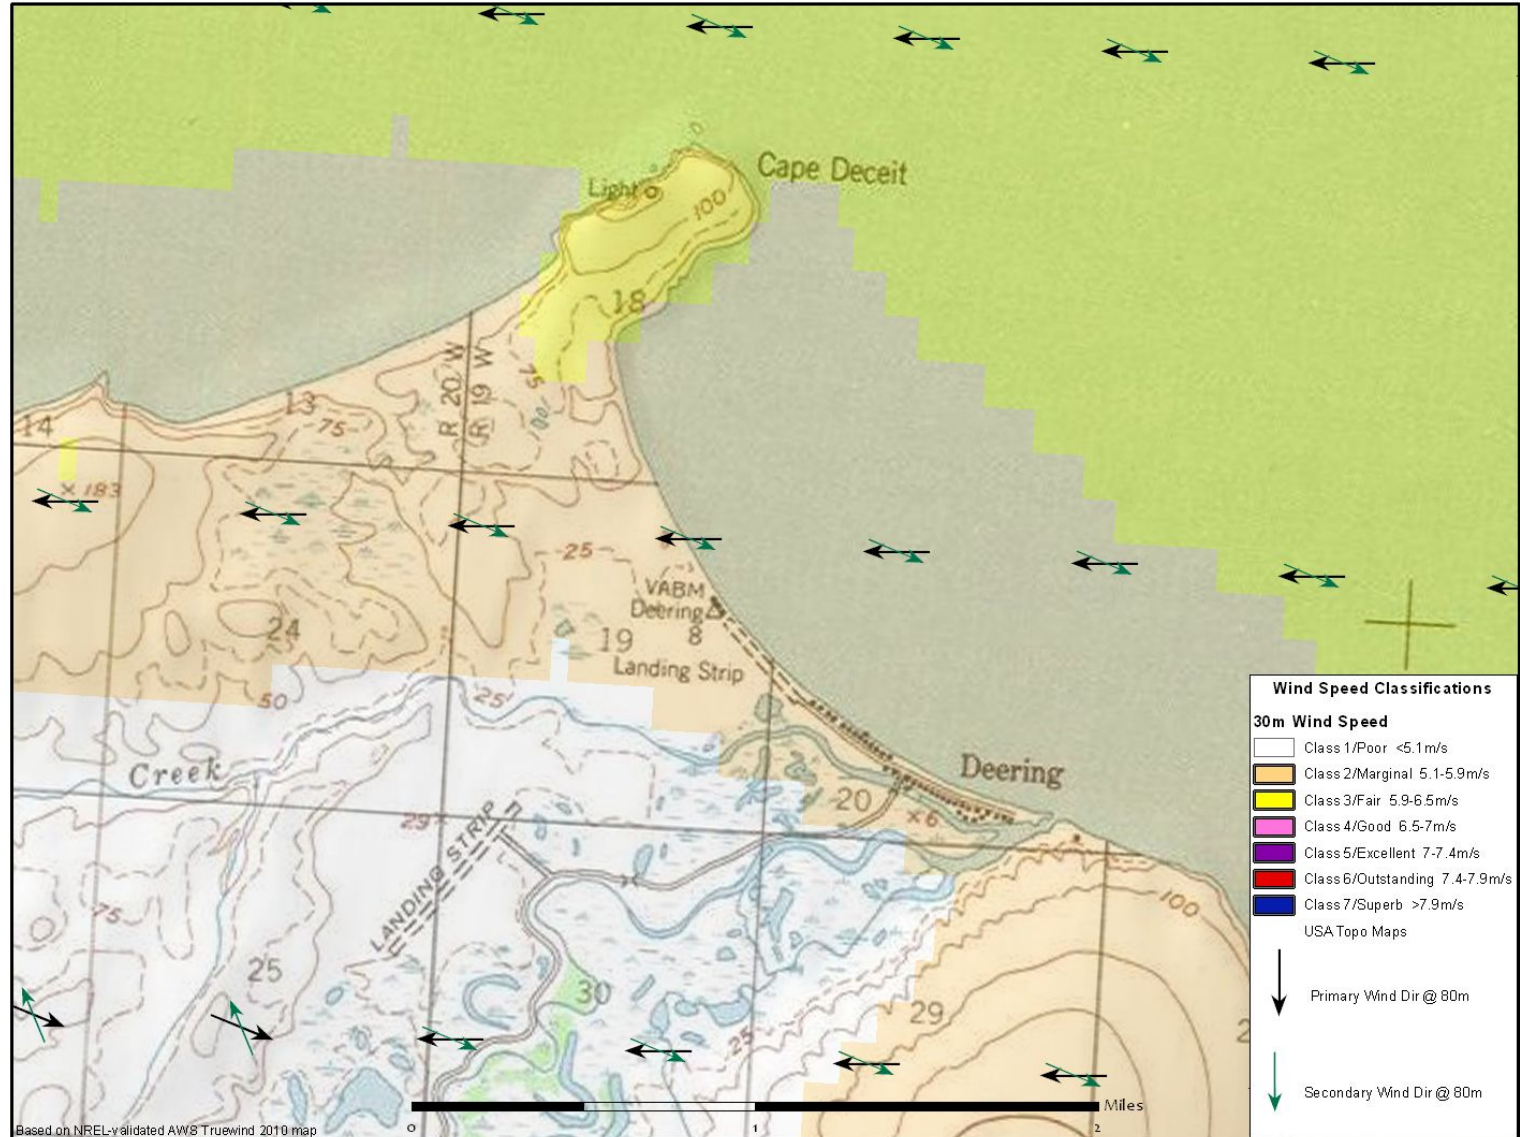 Cape Deceit
Light
100
18
R 20 W
R 19 W
75
100
13
14
75
× 183
25
VABM
Deering
8
19
Landing Strip
24
50
25
Creek
Deering
20
×6
29
LANDING STRIP
75
100
25
30
29
25
2
Wind Speed Classifications
30m Wind Speed
Class 1/Poor <5.1m/s
Class 2/Marginal 5.1-5.9m/s
Class 3/Fair 5.9-6.5m/s
Class 4/Good 6.5-7m/s
Class 5/Excellent 7-7.4m/s
Class 6/Outstanding 7.4-7.9m/s
Class 7/Superb >7.9m/s
USA Topo Maps
Primary Wind Dir @ 80m
Secondary Wind Dir @ 80m
Miles
0 1 2
Based on NREL-validated AWS Truewind 2010 map